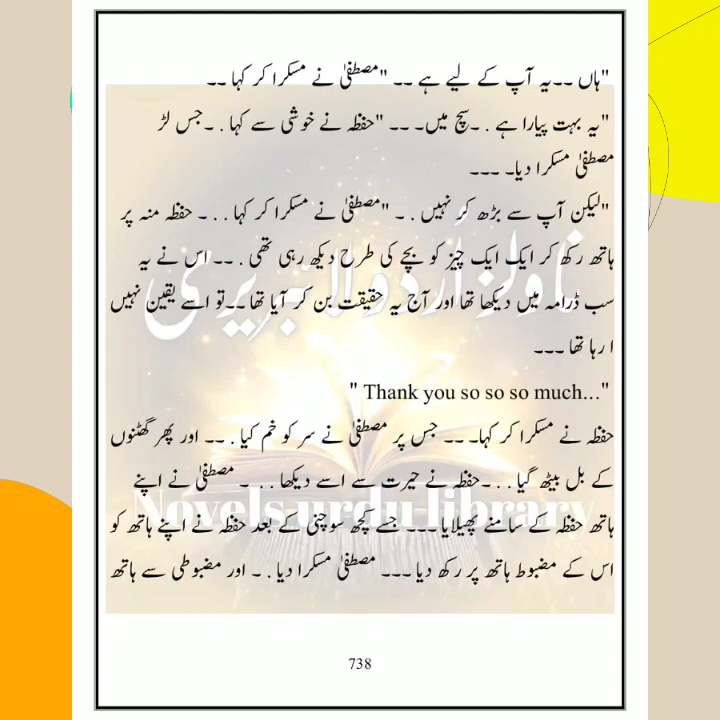 "ہاں ۔۔یہ آپ کے لیے ہے ۔۔ "مصطفیٰ نے مسکرا کر کہا ۔۔
"یہ بہت پیارا ہے . ۔سچ میں۔ ۔۔ "حفظہ نے خوشی سے کہا . ۔جس لڑ
مصطفیٰ مسکرا دیا۔ ۔۔۔
"لیکن آپ سے بڑھ کر نہیں . ۔ "مصطفیٰ نے مسکرا کر کہا . . ۔ حفظہ منہ پر
ہاتھ رکھ کر ایک ایک چیز کو بچے کی طرح دیکھ رہی تھی . ۔۔ اس نے یہ
سب ڈرامہ میں دیکھا تھا اور آج یہ حقیقت بن کر آیا تھا ۔۔تو اسے یقین نہیں
ا رہا تھا ۔۔۔
" Thank you so so so much..."
حفظہ نے مسکرا کر کہا۔ ۔۔ جس پر مصطفیٰ نے سر کو خم کیا . ۔۔ اور پھر گھٹنوں
کے بل بیٹھ گیا . . ۔حفظہ نے حیرت سے اسے دیکھا . . ۔ مصطفیٰ نے اپنے
ہاتھ حفظہ کے سامنے پھیلایا ۔۔۔ جسے کچھ سوچنی کے بعد حفظہ نے اپنے ہاتھ کو
اس کے مضبوط ہاتھ پر رکھ دیا ۔۔۔ مصطفیٰ مسکرا دیا . ۔ اور مضبوطی سے ہاتھ
ناولز اردو لائبریری
Novels urdu library
738